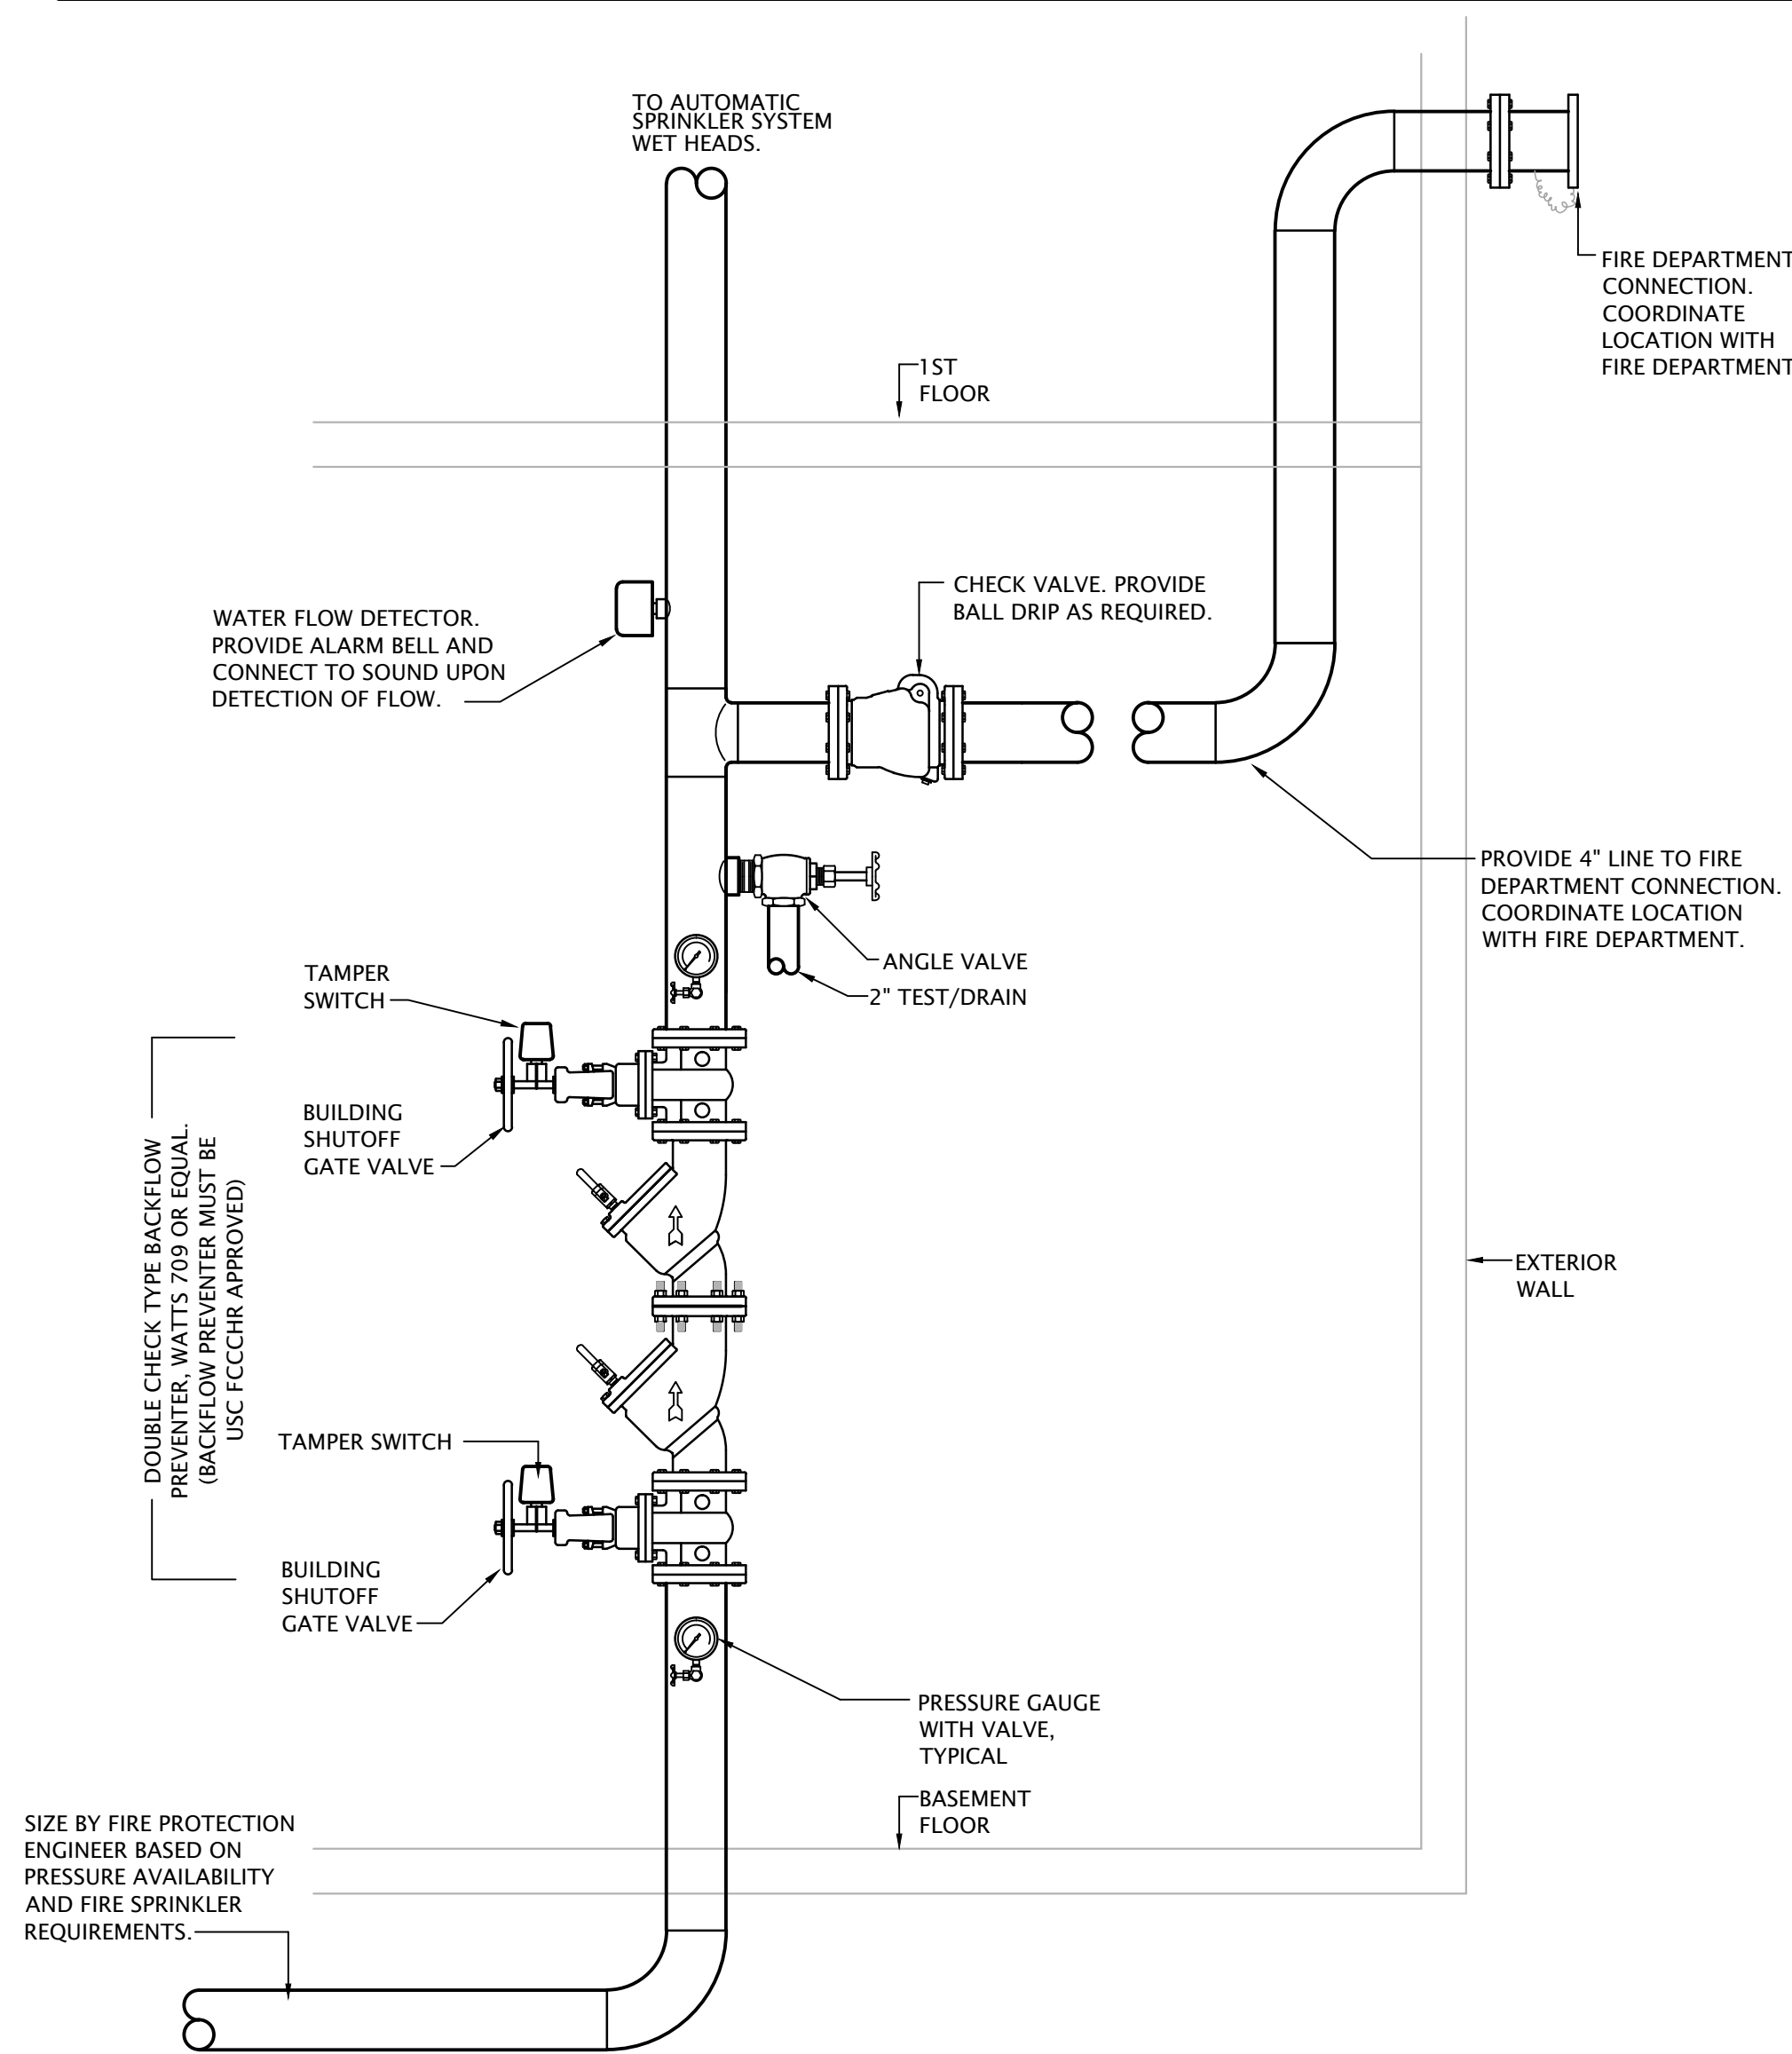 TO AUTOMATIC
SPRINKLER SYSTEM
WET HEADS.
FIRE DEPARTMENT
CONNECTION.
COORDINATE
LOCATION WITH
FIRE DEPARTMENT
1ST
FLOOR
CHECK VALVE. PROVIDE
BALL DRIP AS REQUIRED.
WATER FLOW DETECTOR.
PROVIDE ALARM BELL AND
CONNECT TO SOUND UPON
DETECTION OF FLOW.
PROVIDE 4" LINE TO FIRE
DEPARTMENT CONNECTION.
COORDINATE LOCATION
WITH FIRE DEPARTMENT.
ANGLE VALVE
2" TEST/DRAIN
TAMPER
SWITCH
BUILDING
SHUTOFF
GATE VALVE
DOUBLE CHECK TYPE BACKFLOW
PREVENTER, WATTS 709 OR EQUAL.
(BACKFLOW PREVENTER MUST BE
USC FCCCHR APPROVED)
EXTERIOR
WALL
TAMPER SWITCH
BUILDING
SHUTOFF
GATE VALVE
PRESSURE GAUGE
WITH VALVE,
TYPICAL
BASEMENT
FLOOR
SIZE BY FIRE PROTECTION
ENGINEER BASED ON
PRESSURE AVAILABILITY
AND FIRE SPRINKLER
REQUIREMENTS.